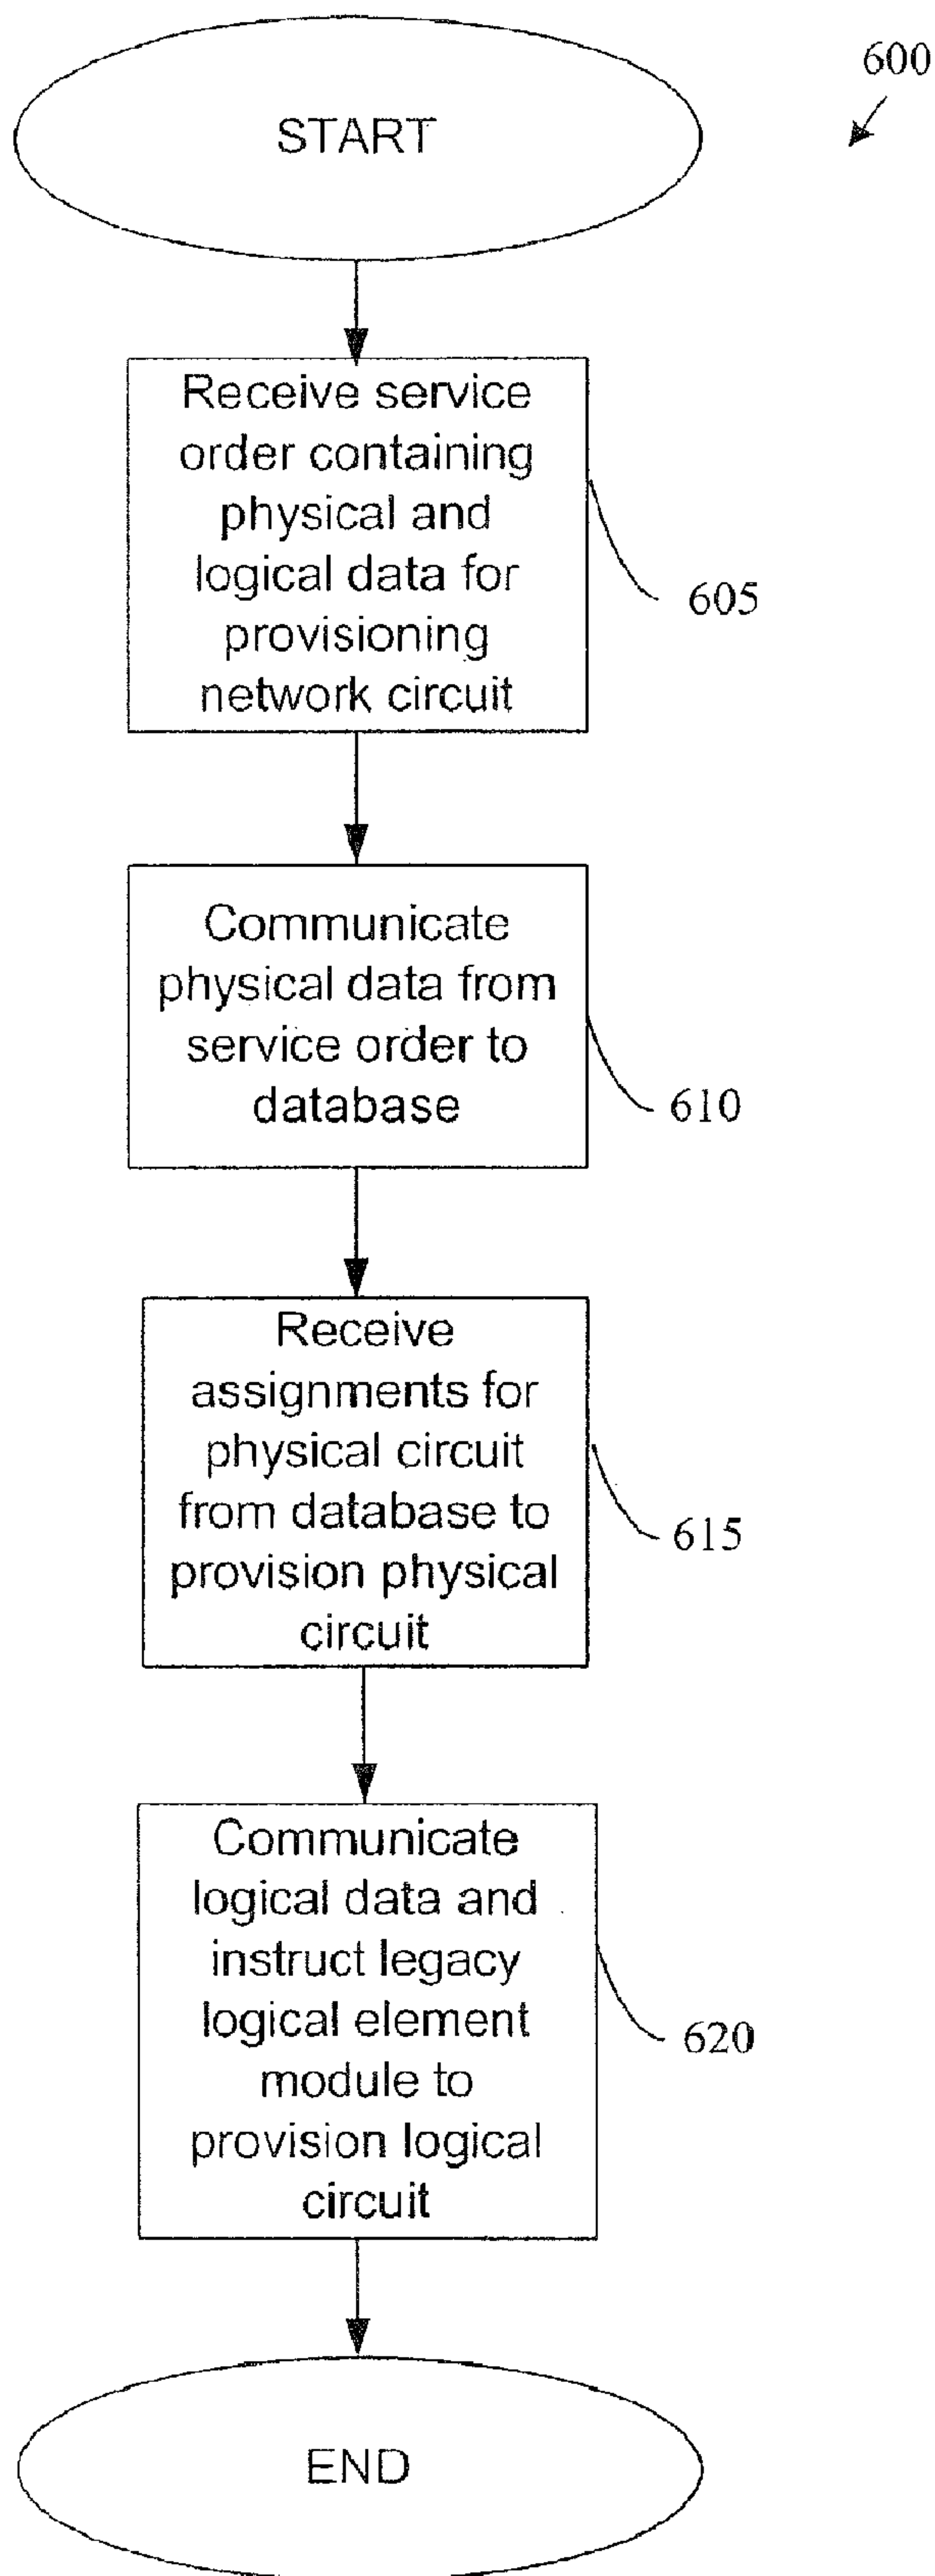 600
START
Receive service
order containing
physical and
logical data for
provisioning
network circuit
605
Communicate
physical data from
service order to
database
610
Receive
assignments for
physical circuit
from database to
provision physical
circuit
615
Communicate
logical data and
instruct legacy
logical element
module to
provision logical
circuit
620
END